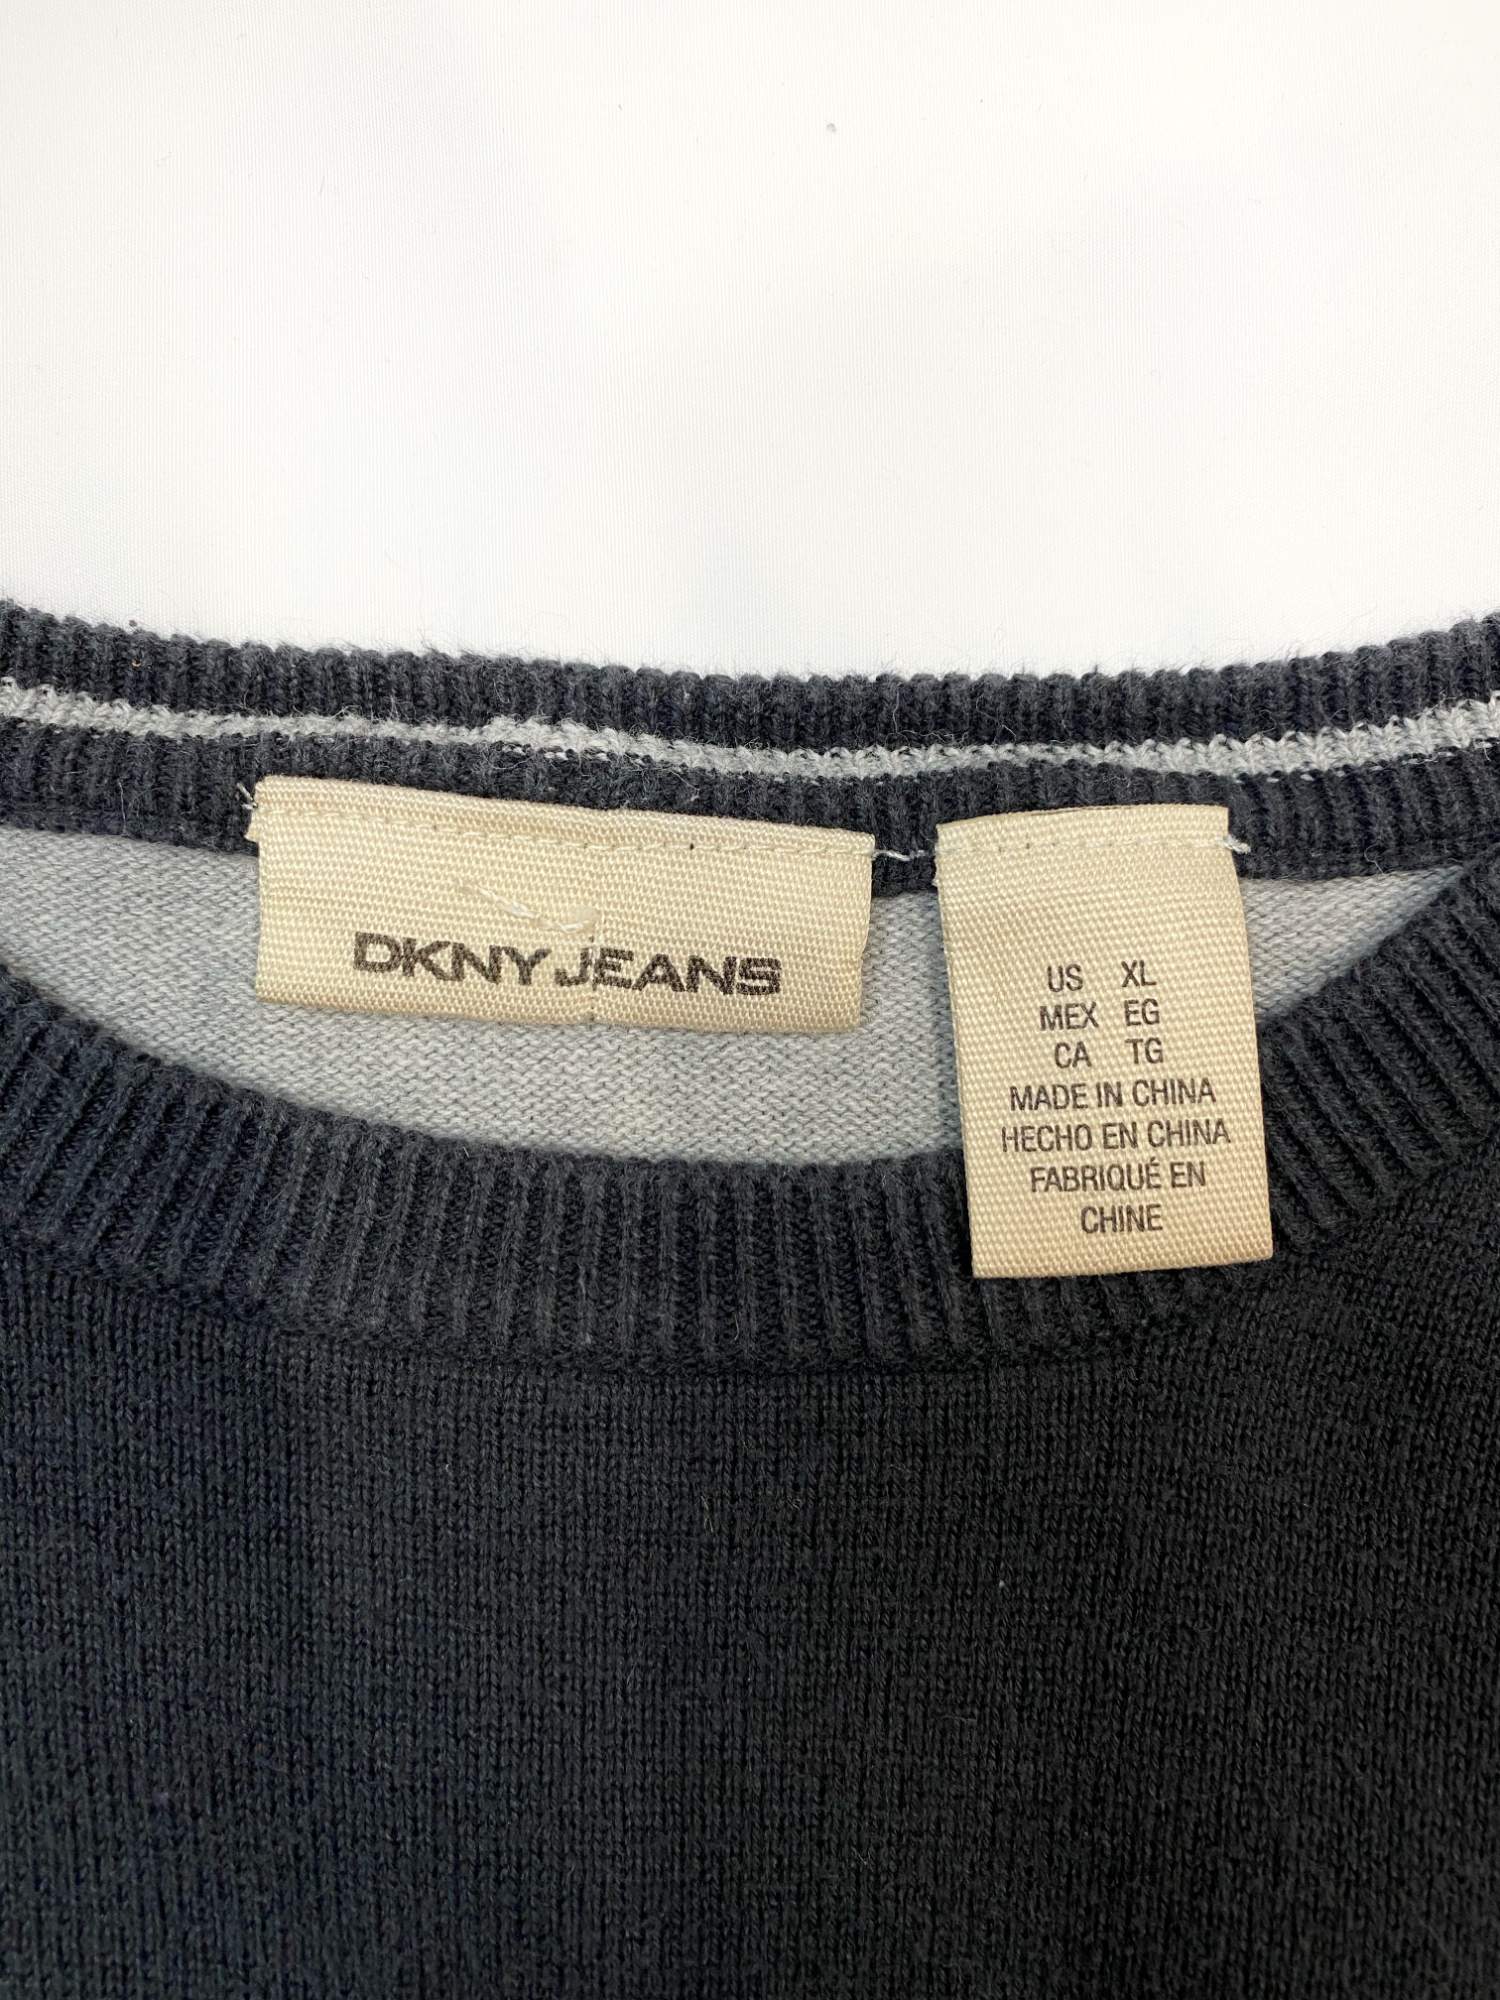 DKNY JEANS
US XL
MEX EG
CA TG
MADE IN CHINA
HECHO EN CHINA
FABRIQUÉ EN
CHINE